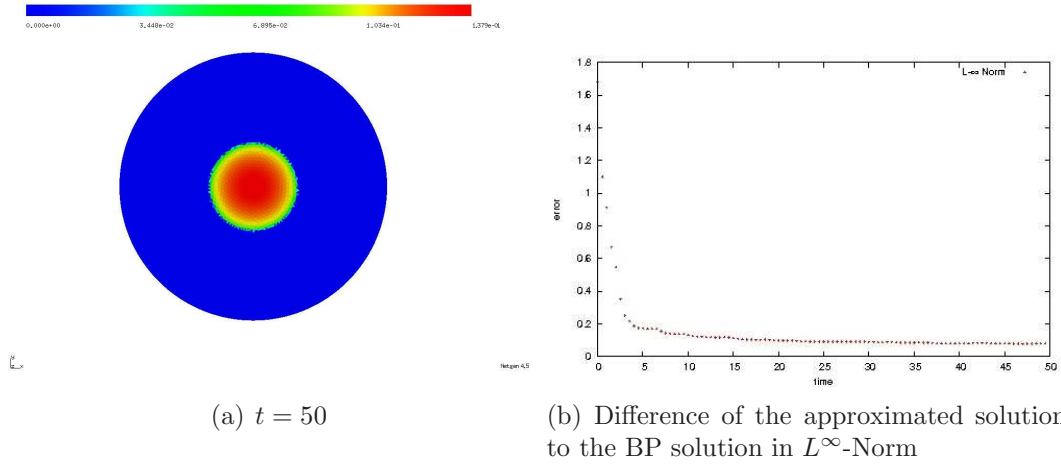 0.000e+00 3.448e-02 6.895e-02 1.034e-01 1.379e-01
Netgen 4.5
(a) t = 50
1.8
1.6
1.4
1.2
1
0.8
0.6
0.4
0.2
0
error
L-∞ Norm
0 5 10 15 20 25 30 35 40 45 50
time
(b) Difference of the approximated solution
to the BP solution in L∞-Norm